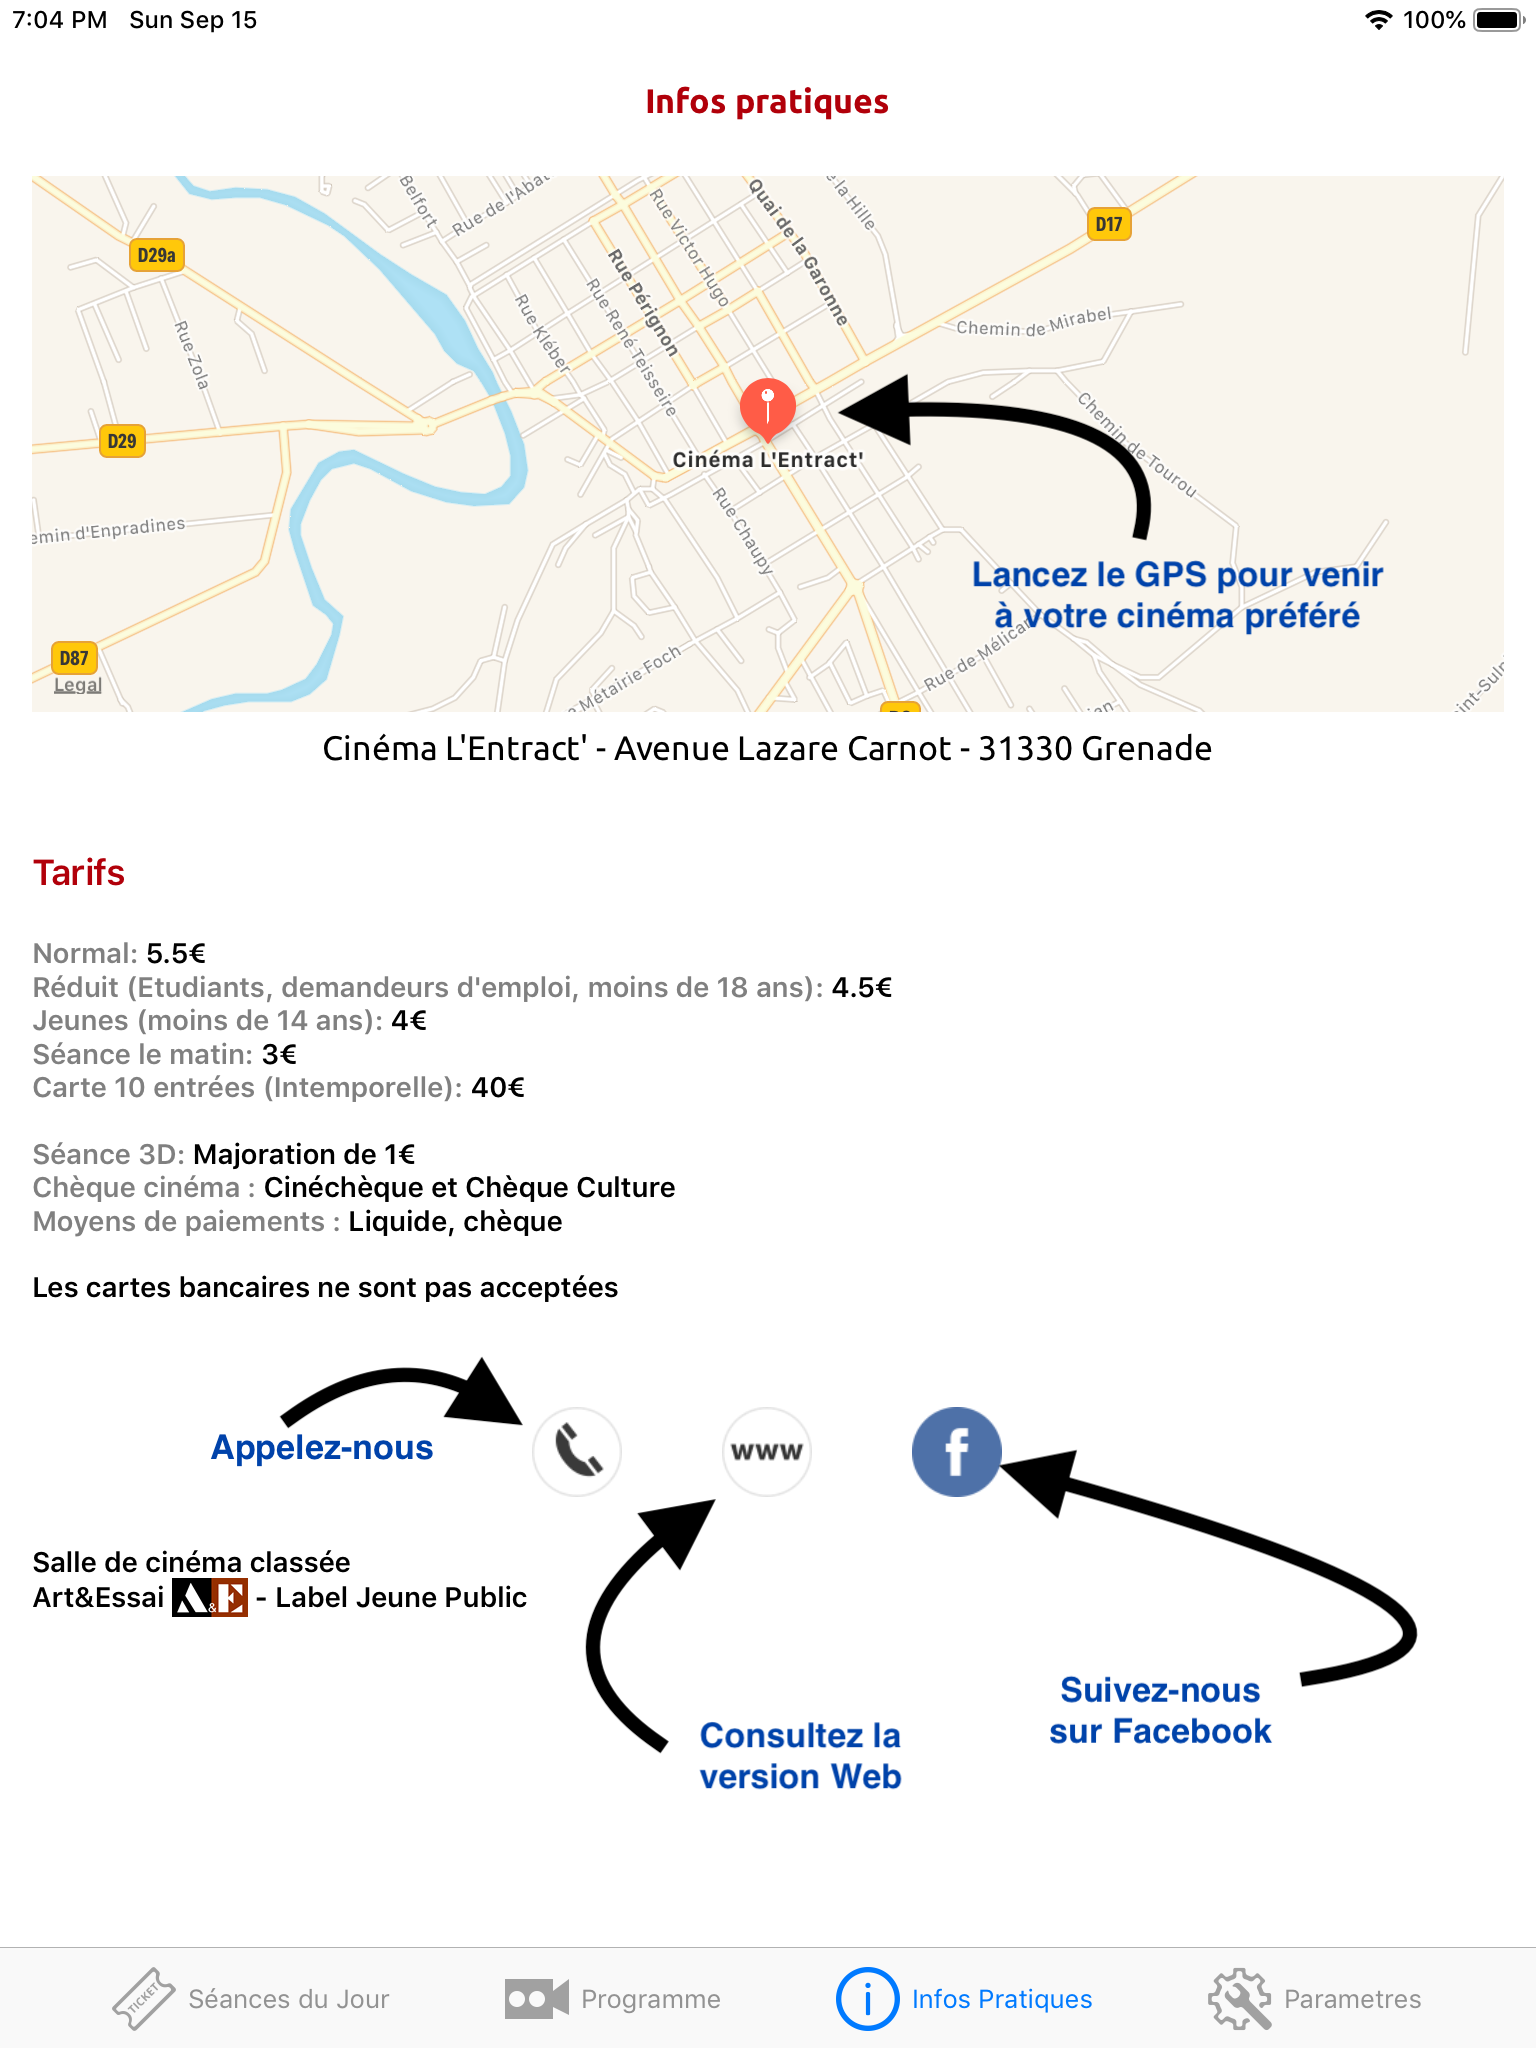 7:04 PM Sun Sep 15 100%
Infos pratiques
Belfort
Rue de l'Abat
Rue Victor Hugo
Quai de la Garonne
-la-Hille
D17
D29a
Rue Pérignon
Rue Kléber
Rue René Teisseire
Rue Zola
Chemin de Mirabel
Chemin de Tourou
D29
Cinéma L'Entract'
Rue Chaupy
emin d'Enpradines
Lancez le GPS pour venir
à votre cinéma préféré
D87
Legal
Métairie Foch
Rue de Mélican
int-Sulp
Cinéma L'Entract' - Avenue Lazare Carnot - 31330 Grenade
Tarifs
Normal: 5.5€
Réduit (Etudiants, demandeurs d'emploi, moins de 18 ans): 4.5€
Jeunes (moins de 14 ans): 4€
Séance le matin: 3€
Carte 10 entrées (Intemporelle): 40€
Séance 3D: Majoration de 1€
Chèque cinéma : Cinéchèque et Chèque Culture
Moyens de paiements : Liquide, chèque
Les cartes bancaires ne sont pas acceptées
Appelez-nous
www
f
Salle de cinéma classée
Art&Essai A&E - Label Jeune Public
Suivez-nous
sur Facebook
Consultez la
version Web
TICKET Séances du Jour Programme Infos Pratiques Parametres